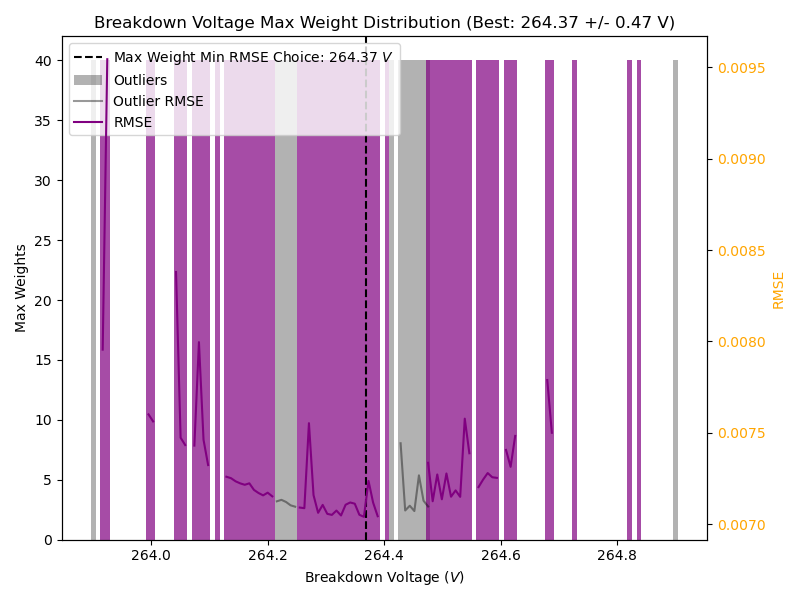 Breakdown Voltage Max Weight Distribution (Best: 264.37 +/- 0.47 V)
Max Weight Min RMSE Choice: 264.37 V
Outliers
Outlier RMSE
RMSE
40
35
30
25
20
15
10
5
0
Max Weights
0.0095
0.0090
0.0085
0.0080
0.0075
0.0070
RMSE
264.0
264.2
264.4
264.6
264.8
Breakdown Voltage (V)